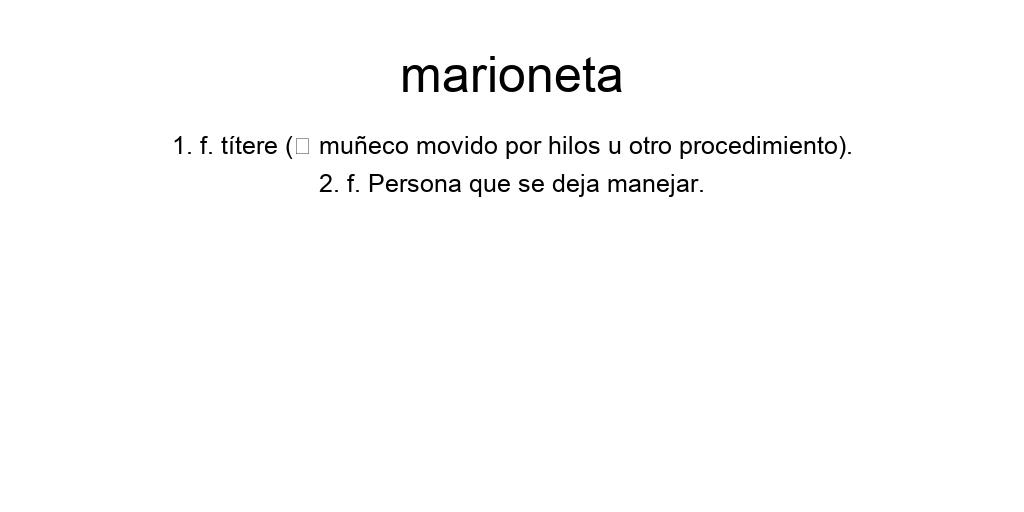 marioneta
1. f. títere (□ muñeco movido por hilos u otro procedimiento).
2. f. Persona que se deja manejar.